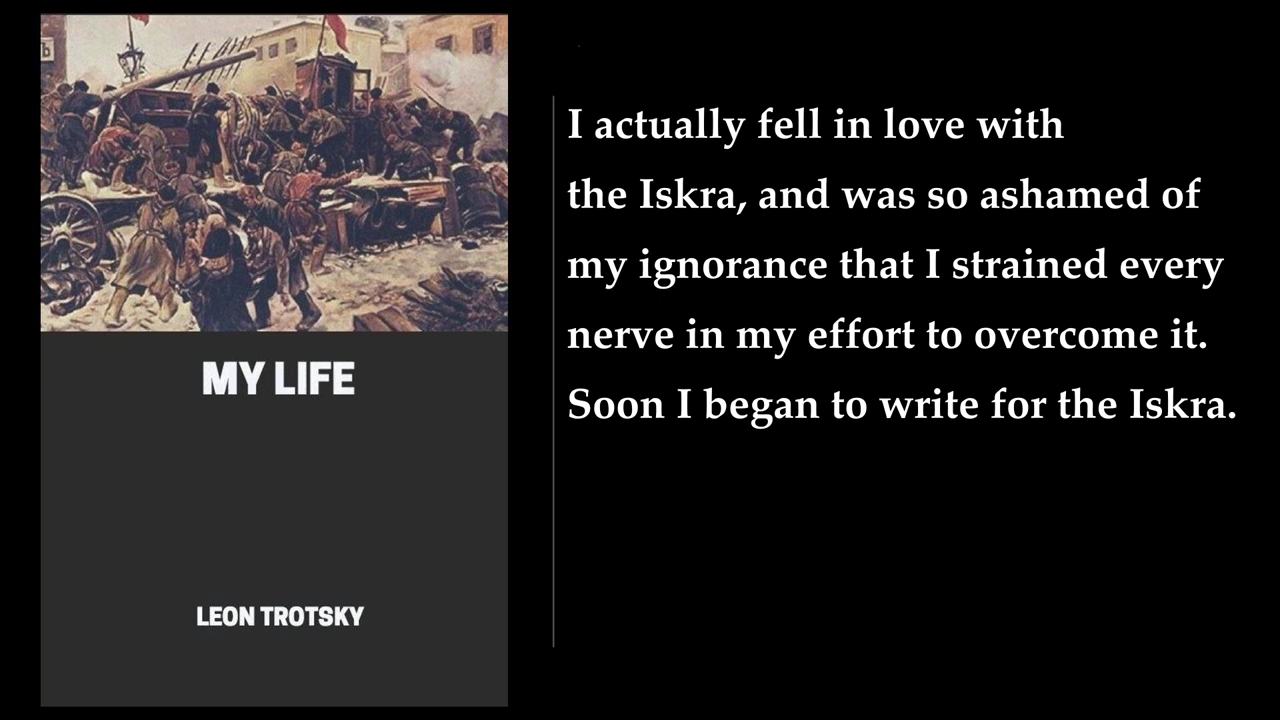 MY LIFE
LEON TROTSKY
I actually fell in love with
the Iskra, and was so ashamed of
my ignorance that I strained every
nerve in my effort to overcome it.
Soon I began to write for the Iskra.